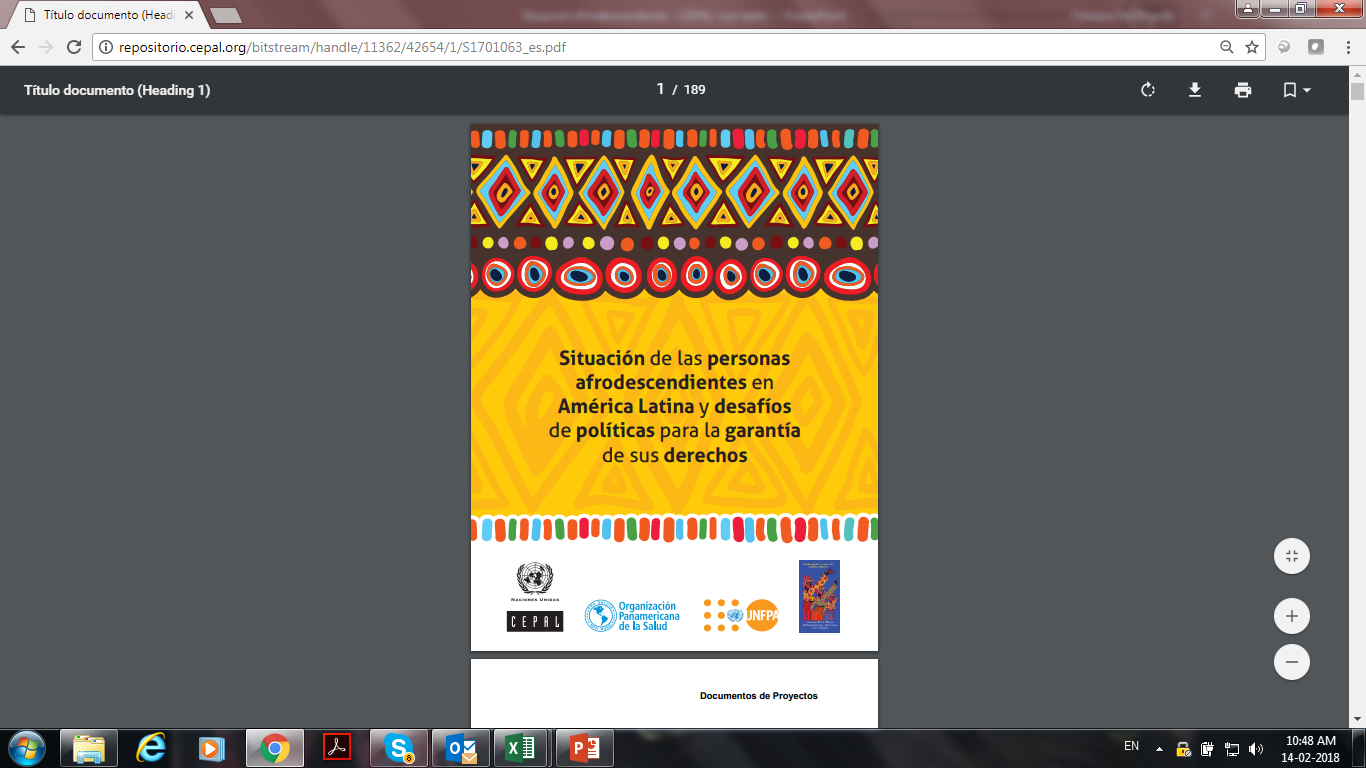 Título documento (Head
repositorio.cepal.org/bitstream/handle/11362/42654/1/S1701063_es.pdf
Título documento (Heading 1)
1 / 189
Situación de las personas
afrodescendientes en
América Latina y desafíos
de políticas para la garantía
de sus derechos
NACIONES UNIDAS
CEPAL
Organización
Panamericana
de la Salud
UNFPA
Documentos de Proyectos
8
EN
10:48 AM
14-02-2018